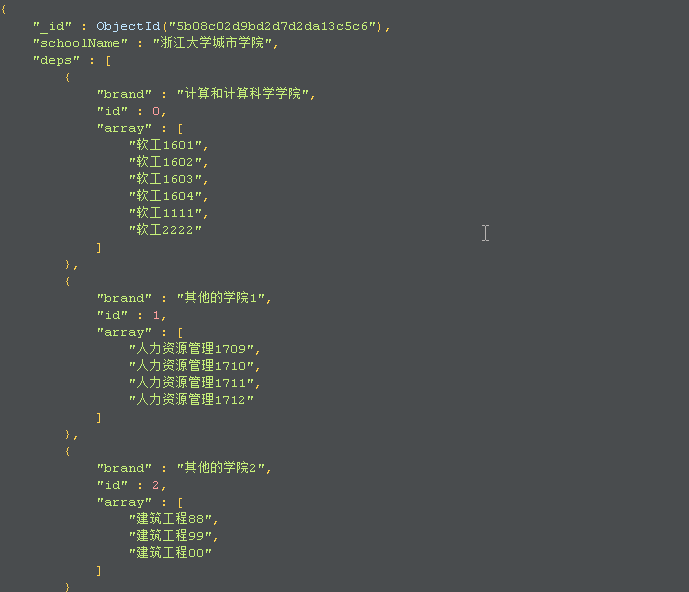 {
"_id" : ObjectId("5b08c02d9bd2d7d2da13c5c6"),
"schoolName" : "浙江大学城市学院",
"deps" : [
{
"brand" : "计算和计算科学学院",
"id" : 0,
"array" : [
"软工1601",
"软工1602",
"软工1603",
"软工1604",
"软工1111",
"软工2222"
]
},
{
"brand" : "其他的学院1",
"id" : 1,
"array" : [
"人力资源管理1709",
"人力资源管理1710",
"人力资源管理1711",
"人力资源管理1712"
]
},
{
"brand" : "其他的学院2",
"id" : 2,
"array" : [
"建筑工程88",
"建筑工程99",
"建筑工程00"
]
}